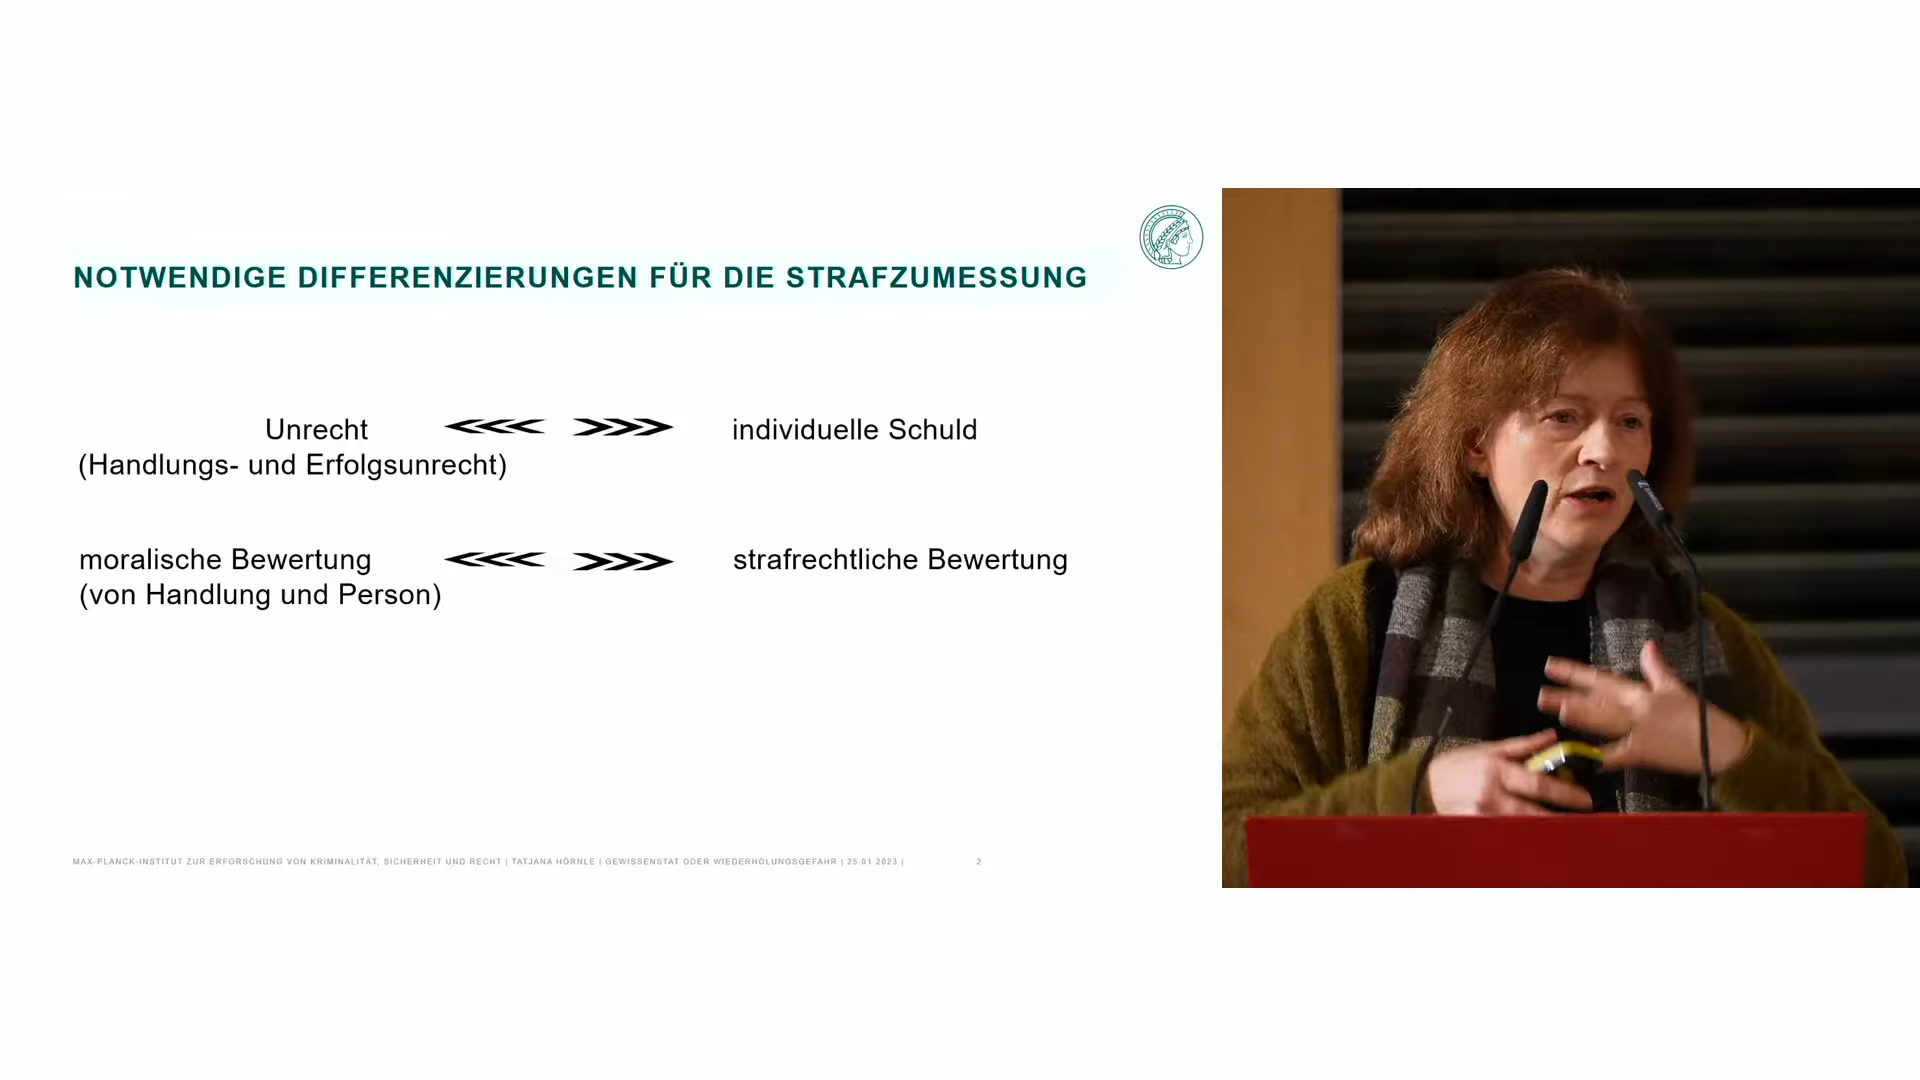 NOTWENDIGE DIFFERENZIERUNGEN FÜR DIE STRAFZUMESSUNG
Unrecht <<< >>> individuelle Schuld
(Handlungs- und Erfolgsunrecht)
moralische Bewertung <<< >>> strafrechtliche Bewertung
(von Handlung und Person)
MAX-PLANCK-INSTITUT ZUR ERFORSCHUNG VON KRIMINALITÄT, SICHERHEIT UND RECHT | TATJANA HÖRNLE | GEWISSENSTAT ODER WIEDERHOLUNGSGEFAHR | 25.01 2023 | 2